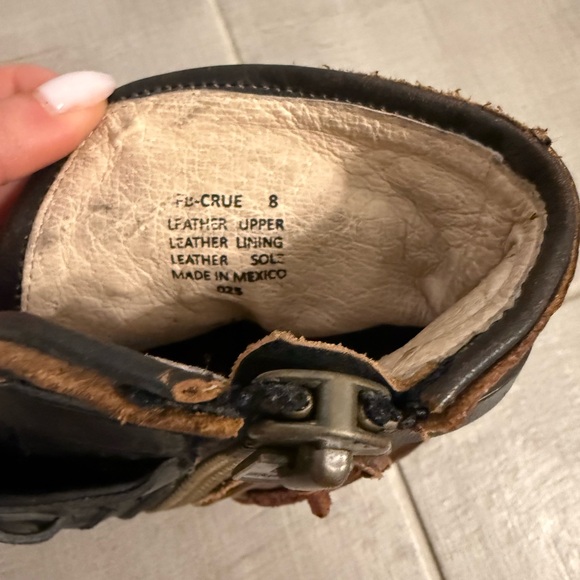 FB-CRUE 8
LEATHER UPPER
LEATHER LINING
LEATHER SOLE
MADE IN MEXICO
025